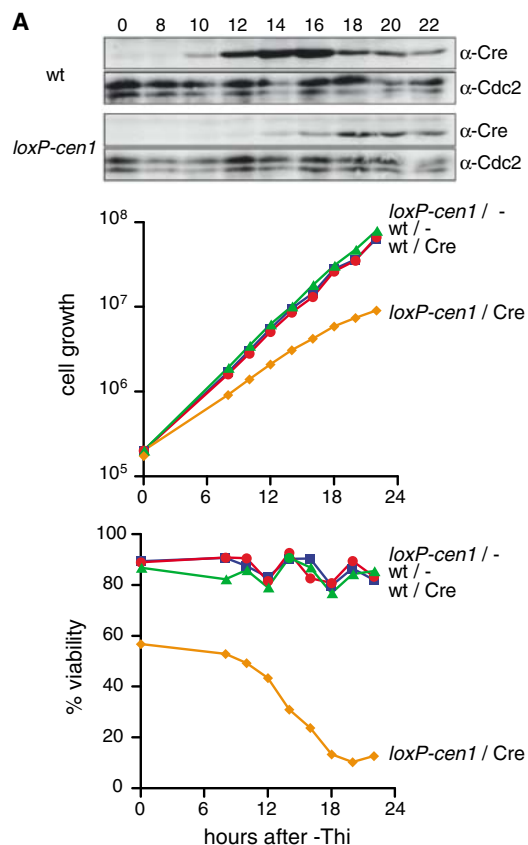 A
0 8 10 12 14 16 18 20 22
wt
α-Cre
α-Cdc2
loxP-cen1
α-Cre
α-Cdc2
cell growth
10⁸
10⁷
10⁶
10⁵
0 6 12 18 24
loxP-cen1 / -
wt / -
wt / Cre
loxP-cen1 / Cre
% viability
100
80
60
40
20
0
0 6 12 18 24
hours after -Thi
loxP-cen1 / -
wt / -
wt / Cre
loxP-cen1 / Cre